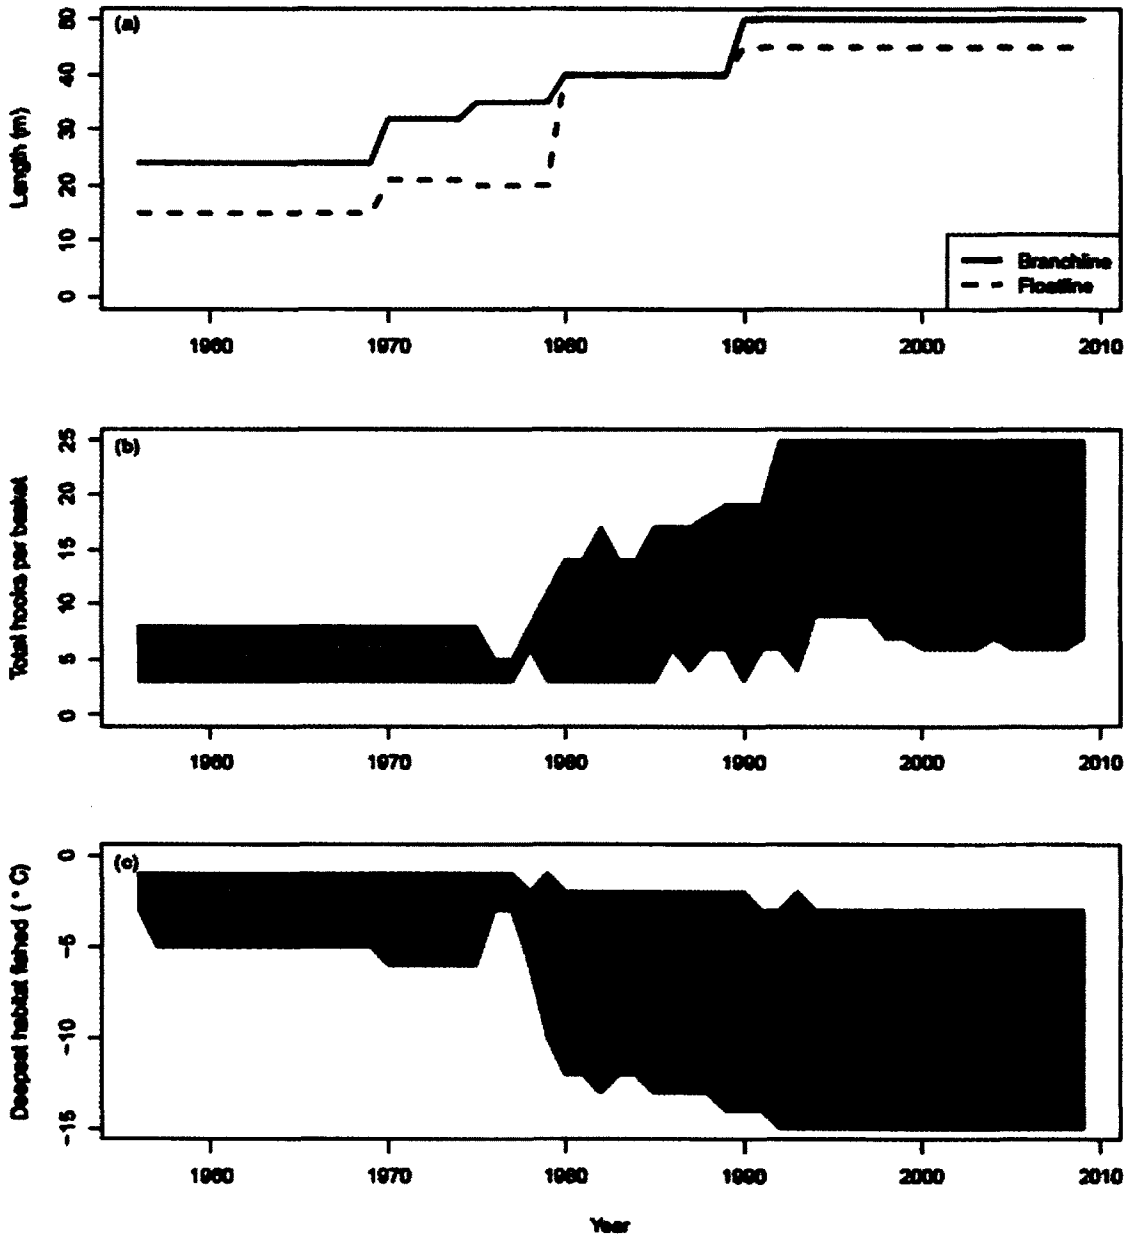 (a)
Length (m)
50
40
30
20
10
0
Branchline
Floatline
1960 1970 1980 1990 2000 2010
(b)
Total hooks per basket
25
20
15
10
5
0
1960 1970 1980 1990 2000 2010
(c)
Deepest habitat fished ( ° C)
0
−5
−10
−15
1960 1970 1980 1990 2000 2010
Year